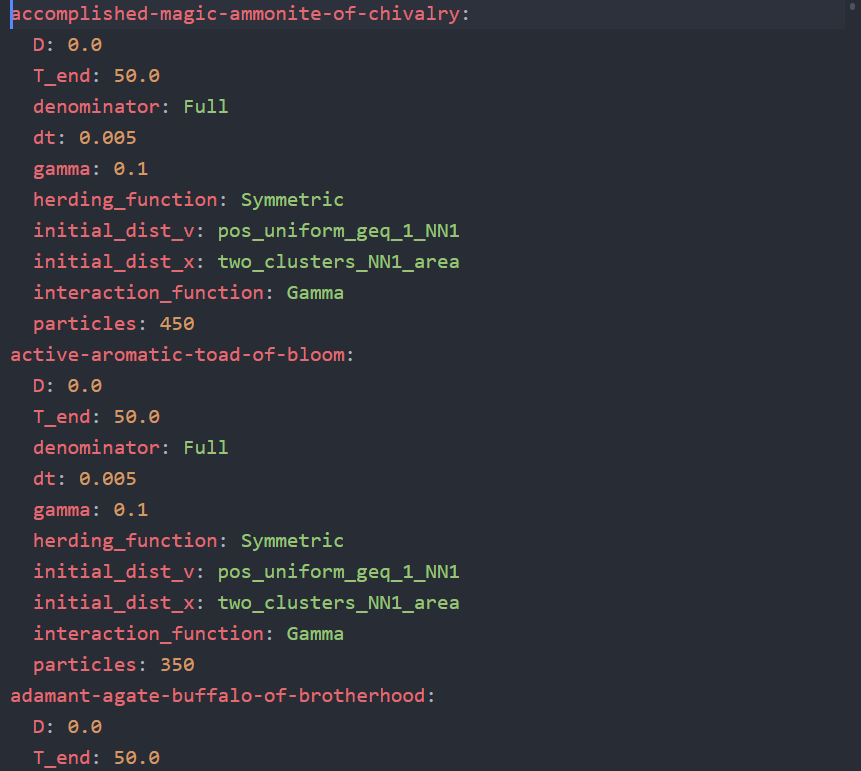 accomplished-magic-ammonite-of-chivalry:
  D: 0.0
  T_end: 50.0
  denominator: Full
  dt: 0.005
  gamma: 0.1
  herding_function: Symmetric
  initial_dist_v: pos_uniform_geq_1_NN1
  initial_dist_x: two_clusters_NN1_area
  interaction_function: Gamma
  particles: 450
active-aromatic-toad-of-bloom:
  D: 0.0
  T_end: 50.0
  denominator: Full
  dt: 0.005
  gamma: 0.1
  herding_function: Symmetric
  initial_dist_v: pos_uniform_geq_1_NN1
  initial_dist_x: two_clusters_NN1_area
  interaction_function: Gamma
  particles: 350
adamant-agate-buffalo-of-brotherhood:
  D: 0.0
  T_end: 50.0